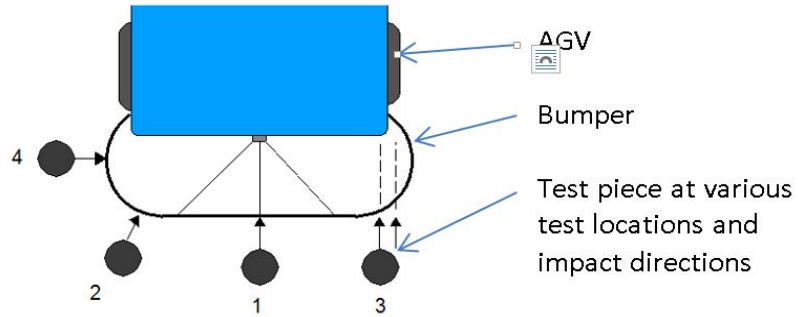 AGV
Bumper
4
Test piece at various
test locations and
impact directions
2
1
3